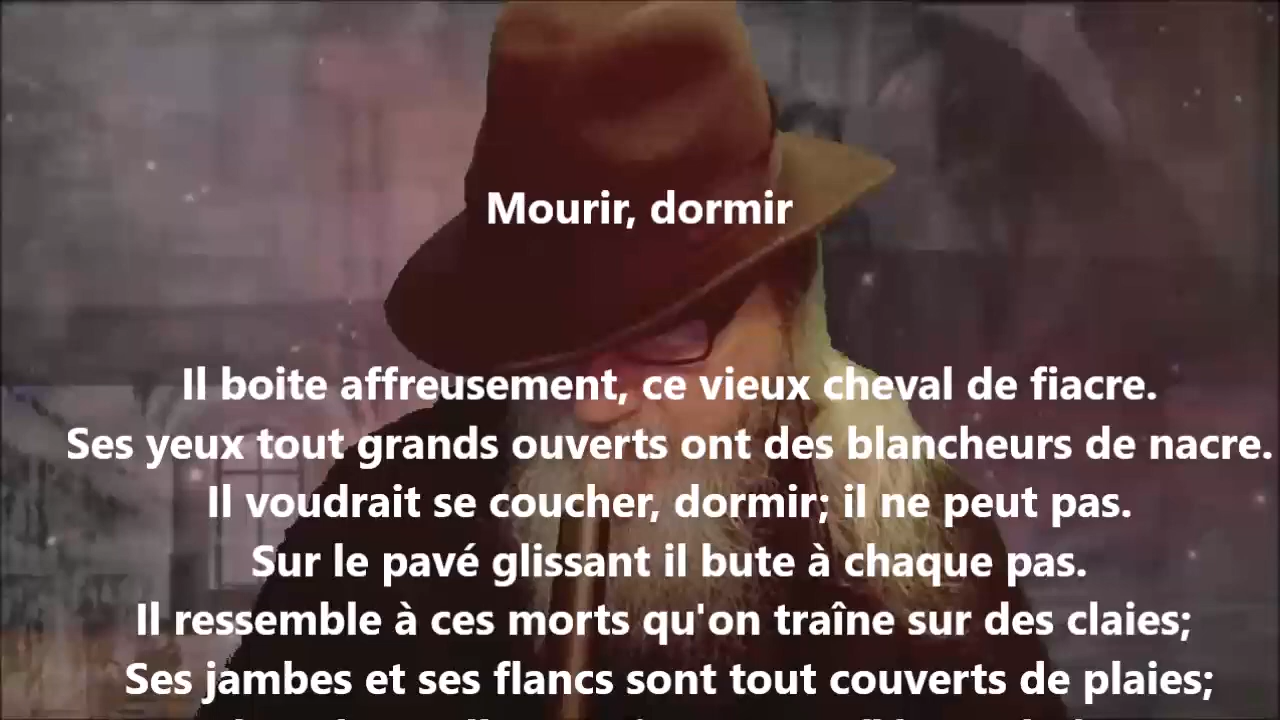 Mourir, dormir
Il boite affreusement, ce vieux cheval de fiacre.
Ses yeux tout grands ouverts ont des blancheurs de nacre.
Il voudrait se coucher, dormir; il ne peut pas.
Sur le pavé glissant il bute à chaque pas.
Il ressemble à ces morts qu'on traîne sur des claies;
Ses jambes et ses flancs sont tout couverts de plaies;